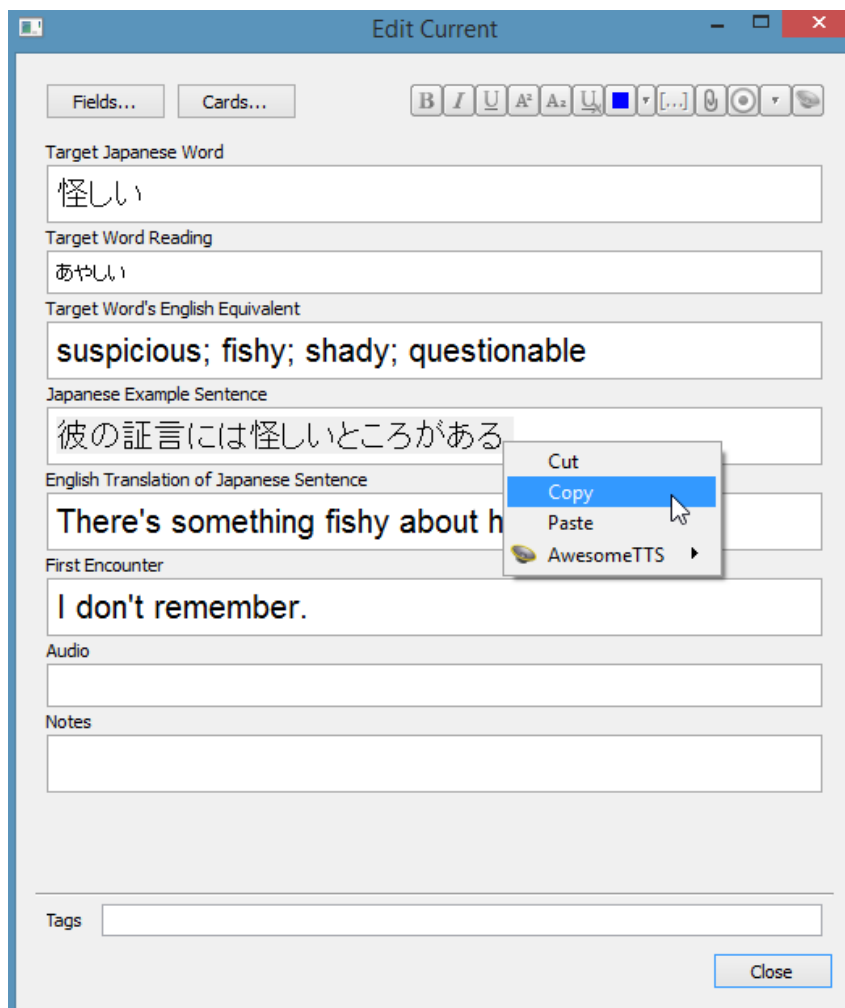 Edit Current
Fields... Cards... B I U A² A₂ U [...]
Target Japanese Word
怪しい
Target Word Reading
あやしい
Target Word's English Equivalent
suspicious; fishy; shady; questionable
Japanese Example Sentence
彼の証言には怪しいところがある
Cut
English Translation of Japanese Sentence
Copy
There's something fishy about h
Paste
AwesomeTTS
First Encounter
I don't remember.
Audio
Notes
Tags
Close